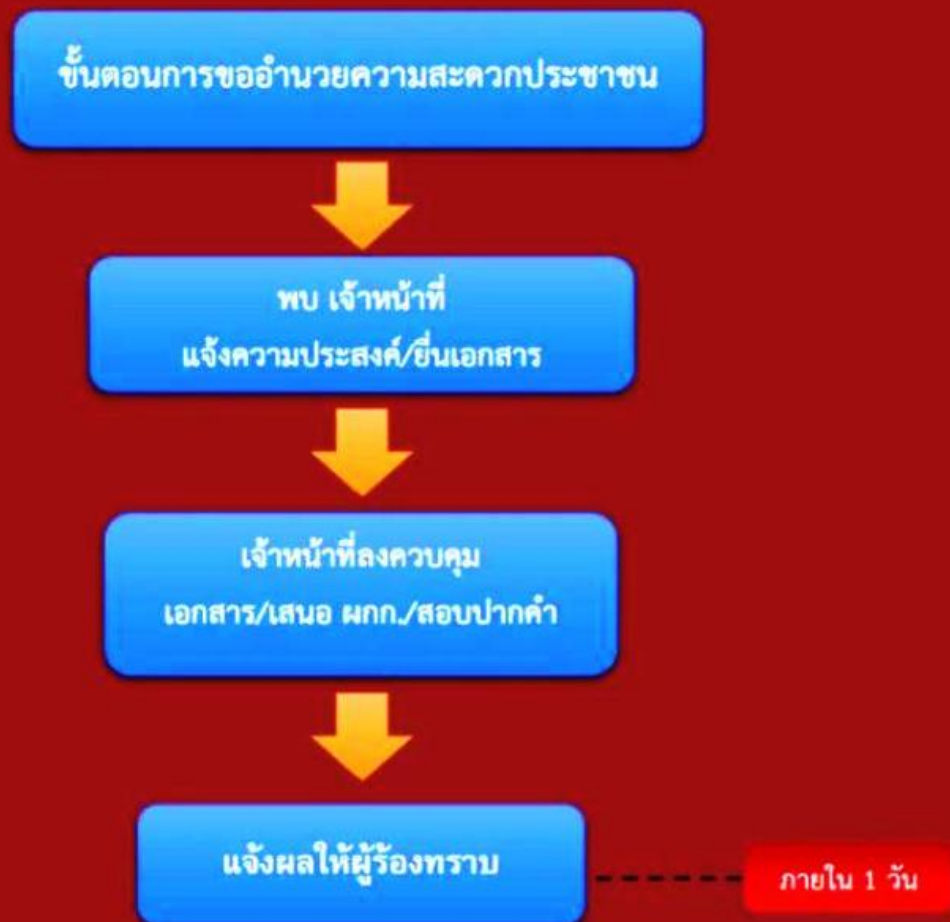 ขั้นตอนการขออำนวยความสะดวกประชาชน
พบ เจ้าหน้าที่
แจ้งความประสงค์/ยื่นเอกสาร
เจ้าหน้าที่ลงควบคุม
เอกสาร/เสนอ ผกก./สอบปากคำ
แจ้งผลให้ผู้ร้องทราบ
ภายใน 1 วัน